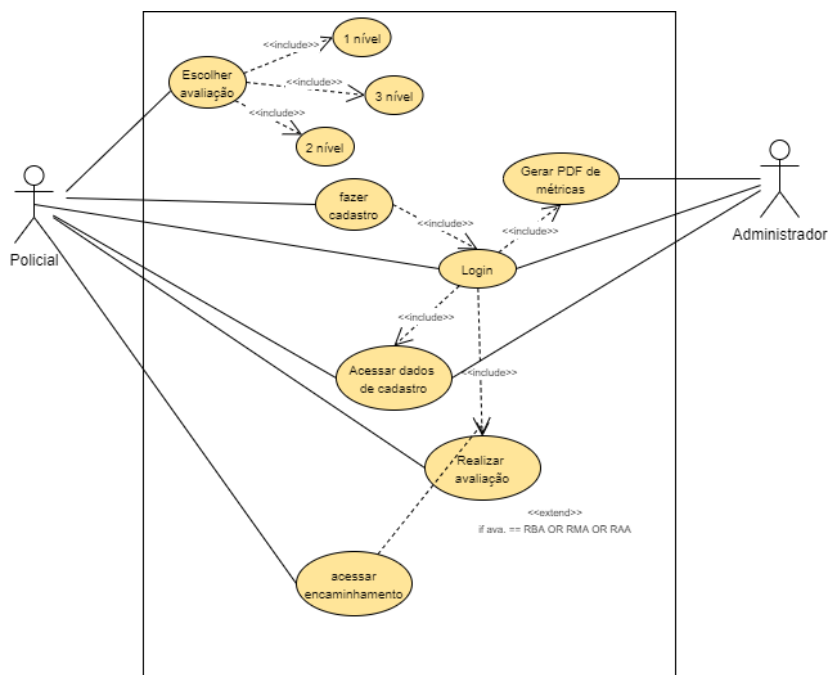 <<include>>
1 nível
Escolher
avaliação
<<include>>
3 nível
<<include>>
2 nível
Gerar PDF de
métricas
fazer
cadastro
<<include>>
<<include>>
Policial
Administrador
Login
<<include>>
Acessar dados
de cadastro
<<include>>
Realizar
avaliação
<<extend>>
if ava. == RBA OR RMA OR RAA
acessar
encaminhamento